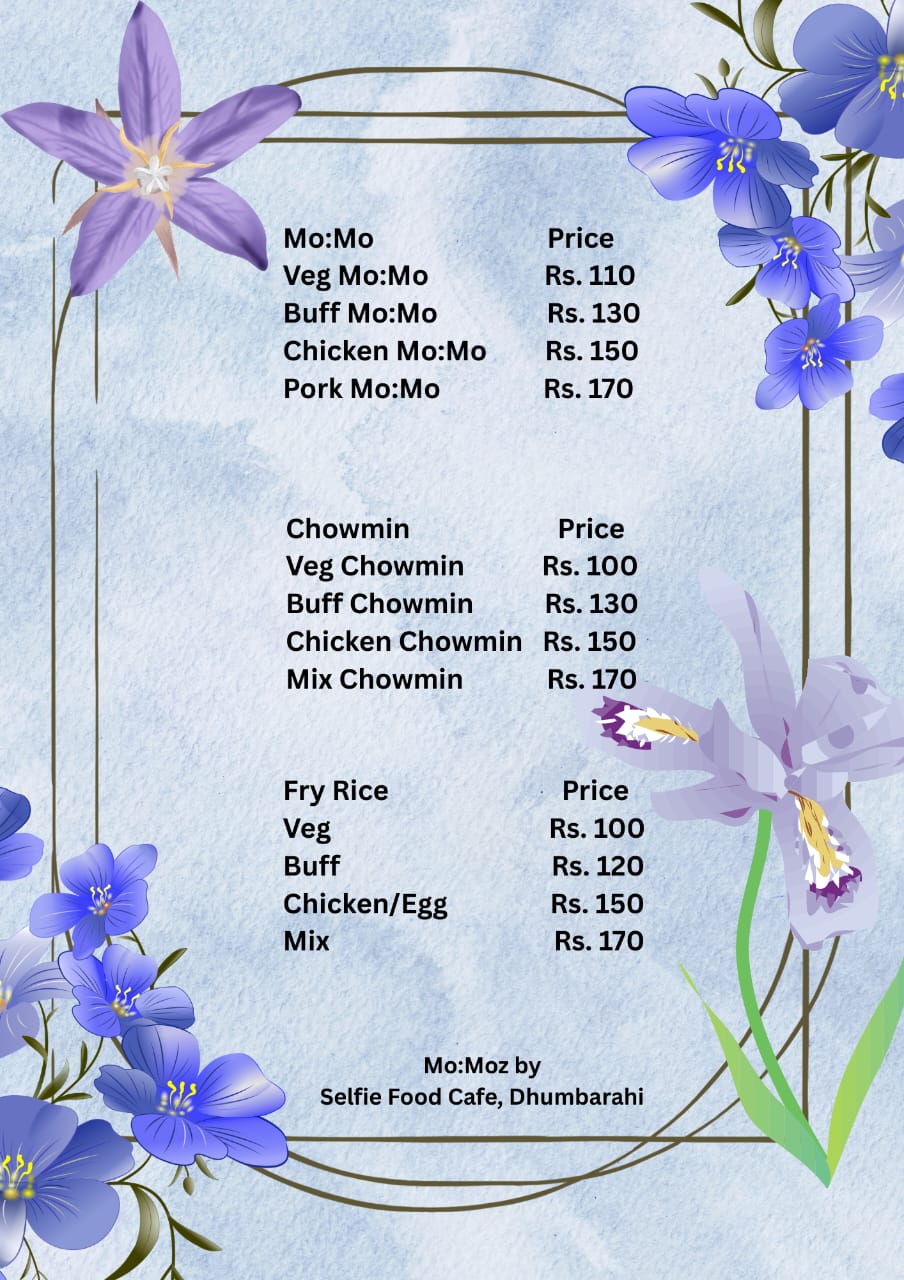 Mo:Mo Price
Veg Mo:Mo Rs. 110
Buff Mo:Mo Rs. 130
Chicken Mo:Mo Rs. 150
Pork Mo:Mo Rs. 170
Chowmin Price
Veg Chowmin Rs. 100
Buff Chowmin Rs. 130
Chicken Chowmin Rs. 150
Mix Chowmin Rs. 170
Fry Rice Price
Veg Rs. 100
Buff Rs. 120
Chicken/Egg Rs. 150
Mix Rs. 170
Mo:Moz by
Selfie Food Cafe, Dhumbarahi